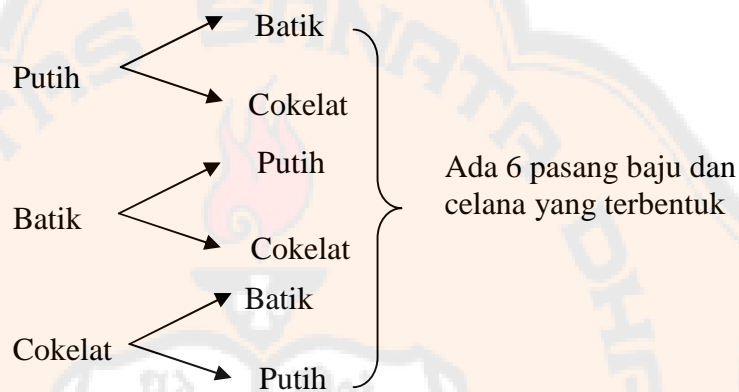 Batik
Putih
Cokelat
Putih
Ada 6 pasang baju dan
celana yang terbentuk
Batik
Cokelat
Batik
Cokelat
Putih